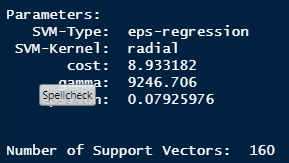 Parameters:
SVM-Type: eps-regression
SVM-Kernel: radial
cost: 8.933182
gamma: 9246.706
Spellcheck
0.07925976
Number of Support Vectors: 160